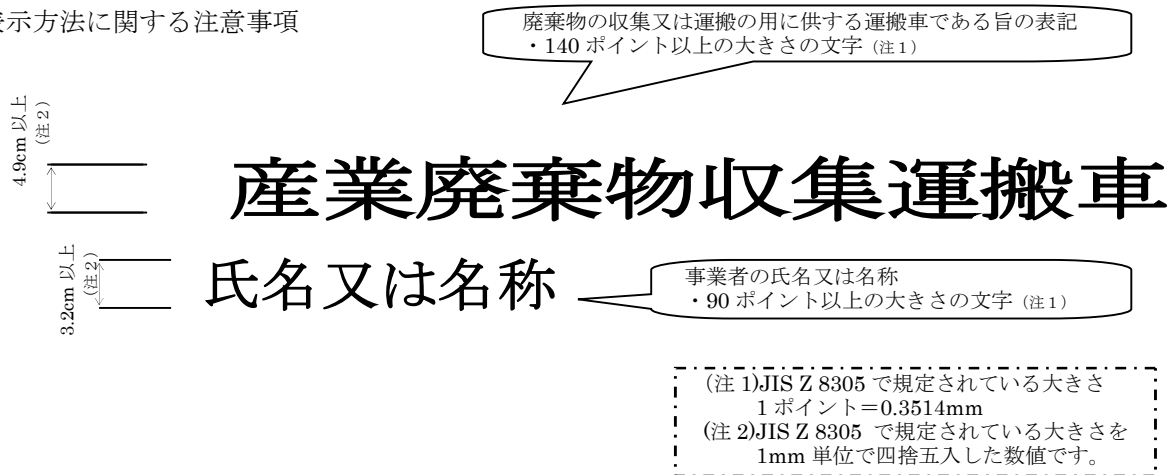 示方法に関する注意事項
廃棄物の収集又は運搬の用に供する運搬車である旨の表記
・140 ポイント以上の大きさの文字（注１）
4.9cm 以上
（注２）
産業廃棄物収集運搬車
3.2cm 以上
（注２）
氏名又は名称
事業者の氏名又は名称
・90 ポイント以上の大きさの文字（注１）
（注 1)JIS Z 8305 で規定されている大きさ
1 ポイント＝0.3514mm
(注 2)JIS Z 8305 で規定されている大きさを
1mm 単位で四捨五入した数値です。